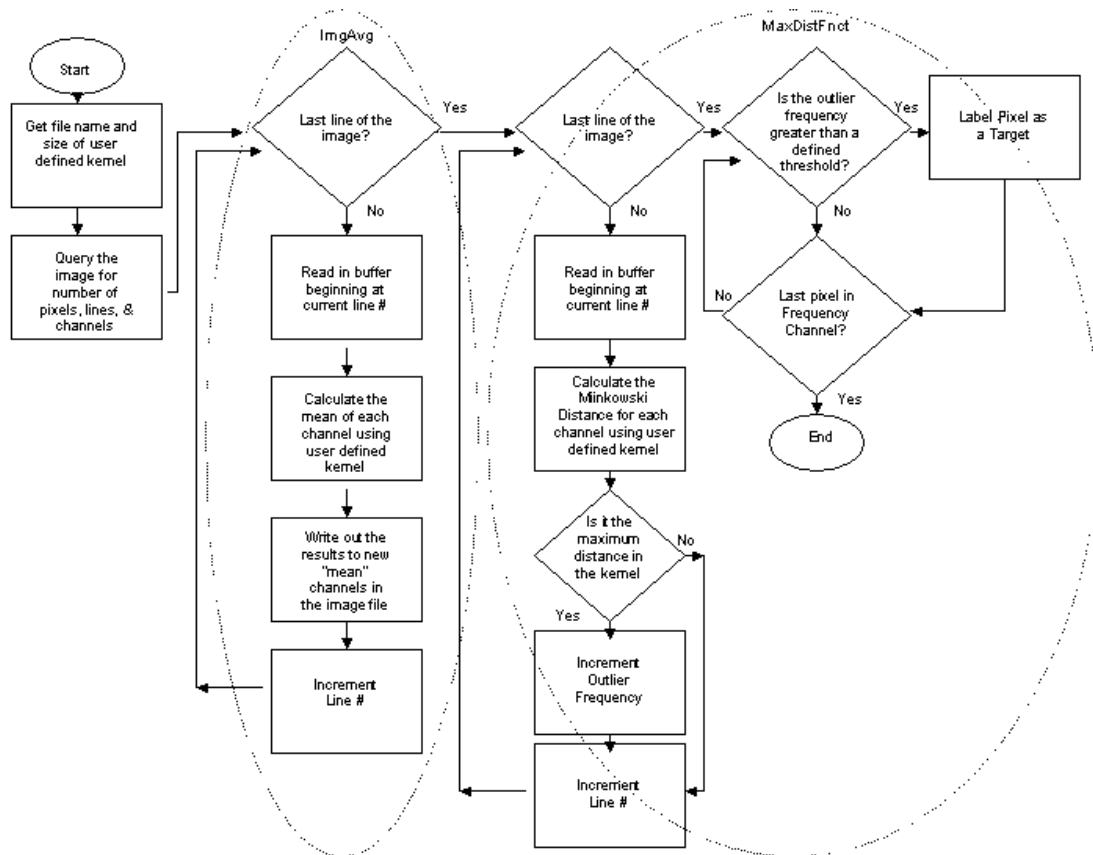 ImgAvg
MaxDistFnct
Start
Get file name and
size of user
defined kernel
Query the
image for
number of
pixels, lines, &
channels
Last line of the
image?
Yes
No
Read in buffer
beginning at
current line #
Calculate the
mean of each
channel using
user defined
kernel
Write out the
results to new
"mean"
channels in
the image file
Increment
Line #
Last line of the
image?
Yes
No
Read in buffer
beginning at
current line #
Calculate the
Minkowski
Distance for each
channel using user
defined kernel
Is it the
maximum
distance in
the kernel
No
Yes
Increment
Outlier
Frequency
Increment
Line #
Is the outlier
frequency
greater than a
defined
threshold?
Yes
No
Label Pixel as
a Target
Last pixel in
Frequency
Channel?
No
Yes
End